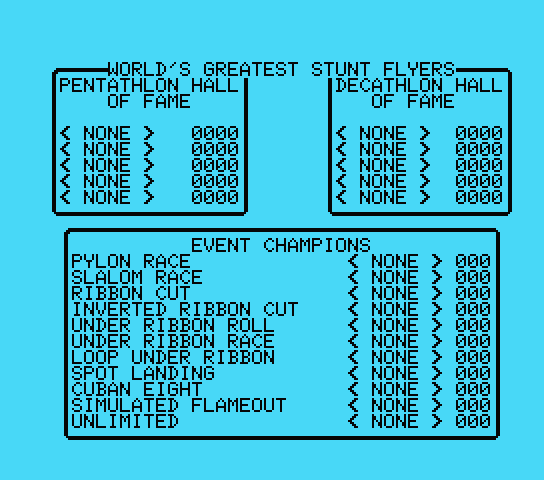 WORLD'S GREATEST STUNT FLYERS
PENTATHLON HALL
OF FAME
< NONE > 0000
< NONE > 0000
< NONE > 0000
< NONE > 0000
< NONE > 0000
DECATHLON HALL
OF FAME
< NONE > 0000
< NONE > 0000
< NONE > 0000
< NONE > 0000
< NONE > 0000
EVENT CHAMPIONS
PYLON RACE < NONE > 000
SLALOM RACE < NONE > 000
RIBBON CUT < NONE > 000
INVERTED RIBBON CUT < NONE > 000
UNDER RIBBON ROLL < NONE > 000
UNDER RIBBON RACE < NONE > 000
LOOP UNDER RIBBON < NONE > 000
SPOT LANDING < NONE > 000
CUBAN EIGHT < NONE > 000
SIMULATED FLAMEOUT < NONE > 000
UNLIMITED < NONE > 000